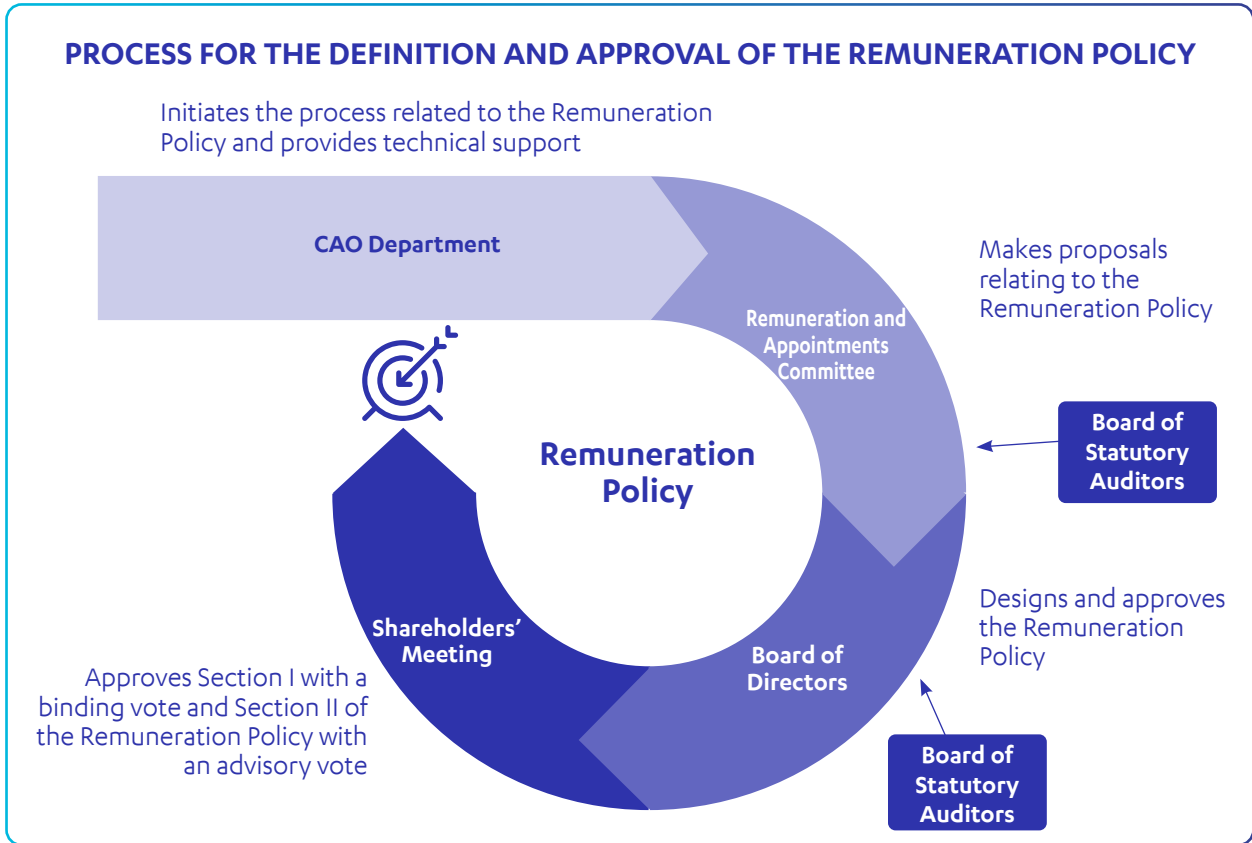 PROCESS FOR THE DEFINITION AND APPROVAL OF THE REMUNERATION POLICY
Initiates the process related to the Remuneration
Policy and provides technical support
CAO Department
Makes proposals
relating to the
Remuneration Policy
Remuneration and
Appointments
Committee
Board of
Statutory
Auditors
Remuneration
Policy
Designs and approves
the Remuneration
Policy
Shareholders’
Meeting
Board of
Directors
Approves Section I with a
binding vote and Section II of
the Remuneration Policy with
an advisory vote
Board of
Statutory
Auditors